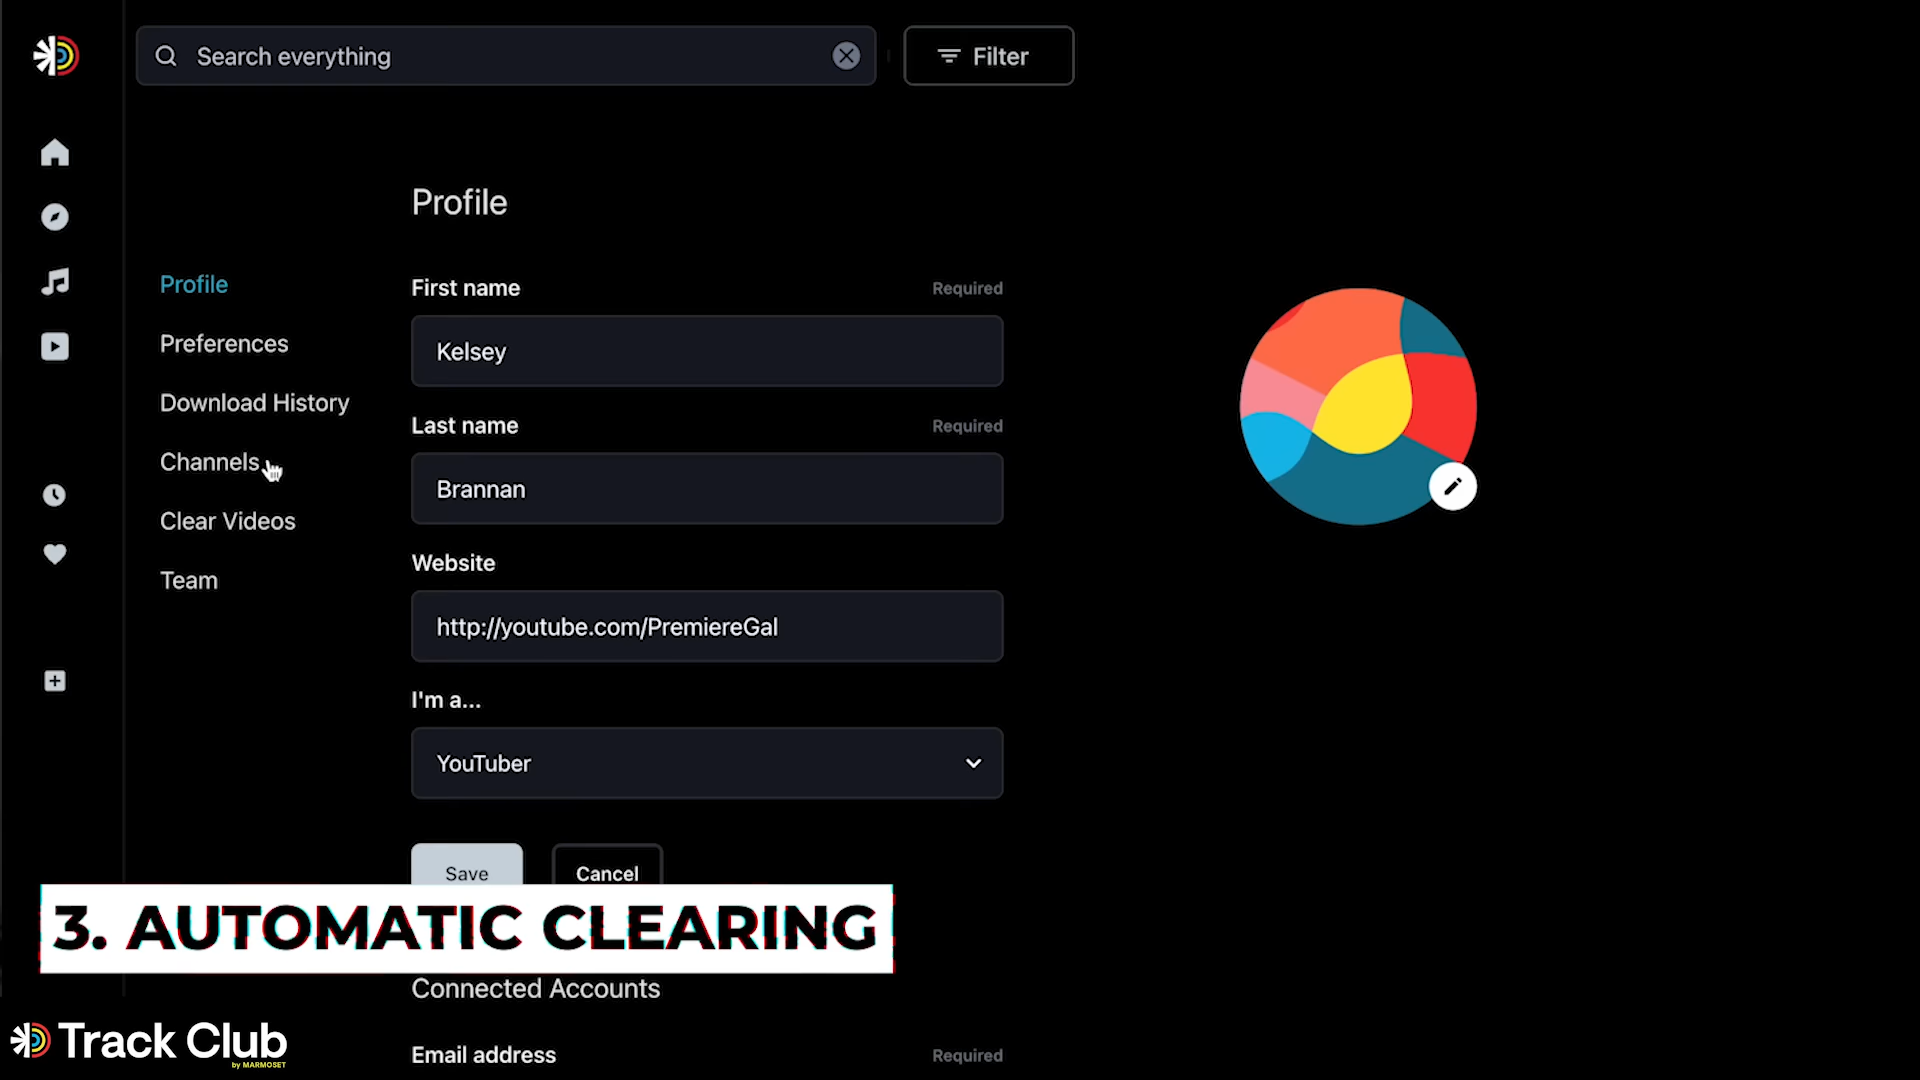 Search everything
Filter
Profile
Profile
Preferences
Download History
Channels
Clear Videos
Team
First name
Required
Kelsey
Last name
Required
Brannan
Website
http://youtube.com/PremiereGal
I'm a...
YouTuber
Save
Cancel
3. AUTOMATIC CLEARING
Connected Accounts
Email address
Required
Track Club
by MARMOSET